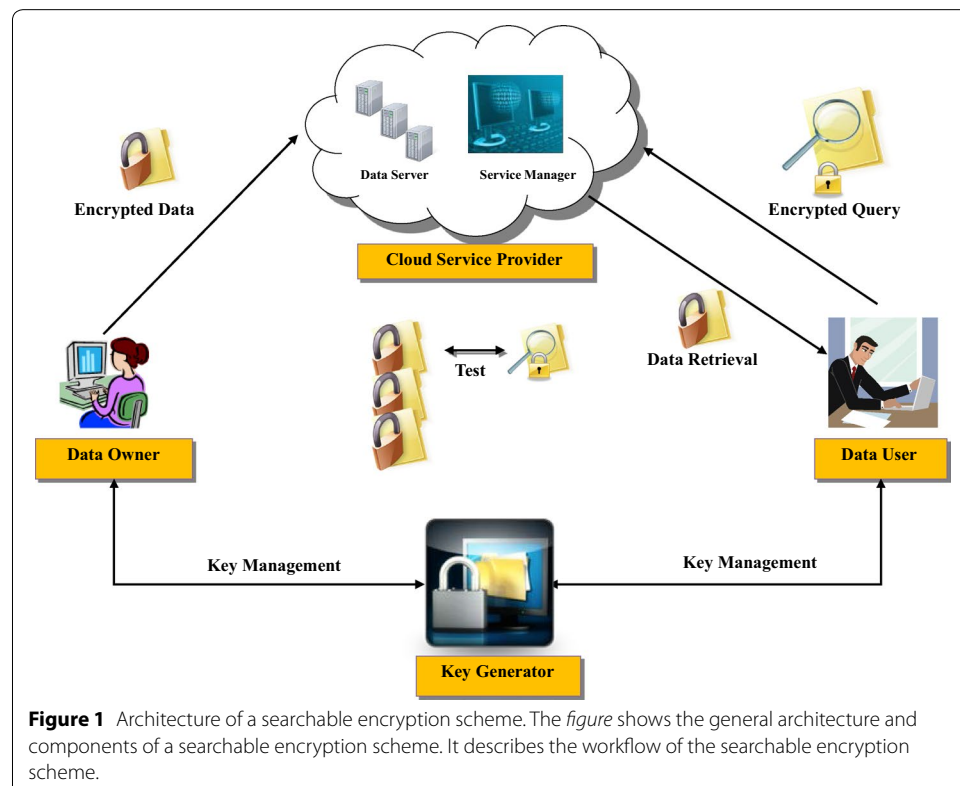 Data Server
Service Manager
Encrypted Data
Encrypted Query
Cloud Service Provider
Test
Data Retrieval
Data Owner
Data User
Key Management
Key Management
Key Generator
Figure 1 Architecture of a searchable encryption scheme. The figure shows the general architecture and
components of a searchable encryption scheme. It describes the workflow of the searchable encryption
scheme.